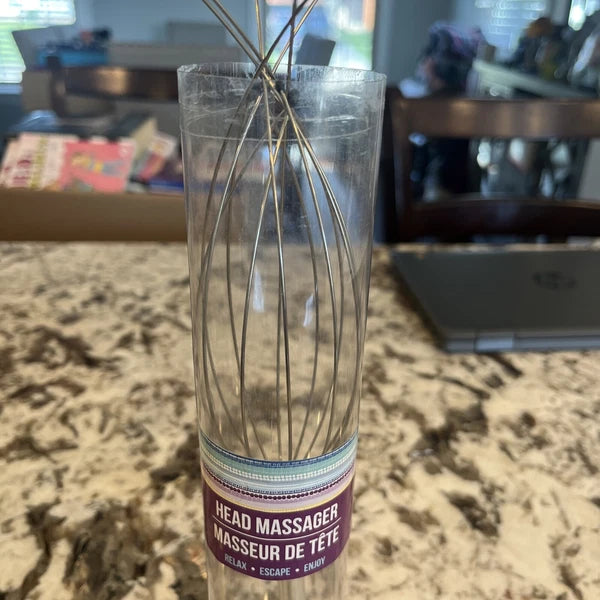 HEAD MASSAGER
MASSEUR DE TÊTE
RELAX • ESCAPE • ENJOY